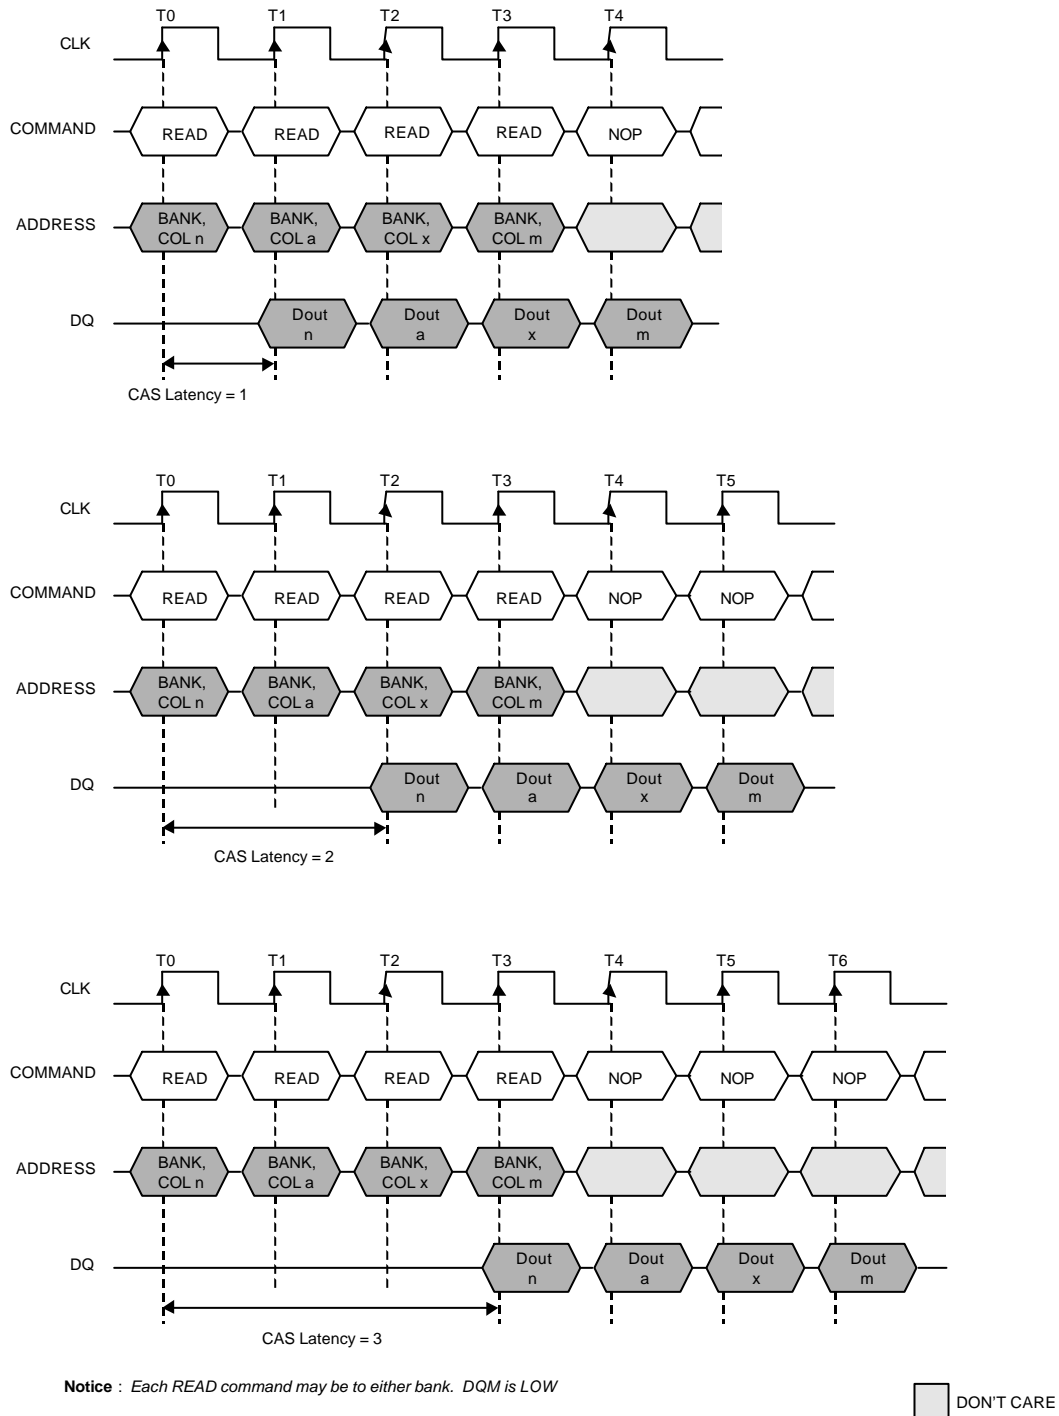 T0 T1 T2 T3 T4
CLK
COMMAND READ READ READ READ NOP
ADDRESS BANK, COL n BANK, COL a BANK, COL x BANK, COL m
DQ Dout n Dout a Dout x Dout m
CAS Latency = 1
T0 T1 T2 T3 T4 T5
CLK
COMMAND READ READ READ READ NOP NOP
ADDRESS BANK, COL n BANK, COL a BANK, COL x BANK, COL m
DQ Dout n Dout a Dout x Dout m
CAS Latency = 2
T0 T1 T2 T3 T4 T5 T6
CLK
COMMAND READ READ READ READ NOP NOP NOP
ADDRESS BANK, COL n BANK, COL a BANK, COL x BANK, COL m
DQ Dout n Dout a Dout x Dout m
CAS Latency = 3
Notice : Each READ command may be to either bank. DQM is LOW
DON'T CARE